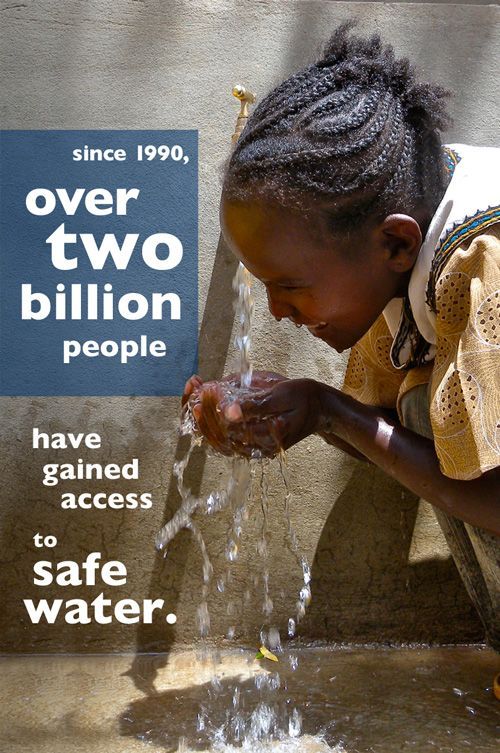 since 1990,
over
two
billion
people
have
gained
access
to
safe
water.